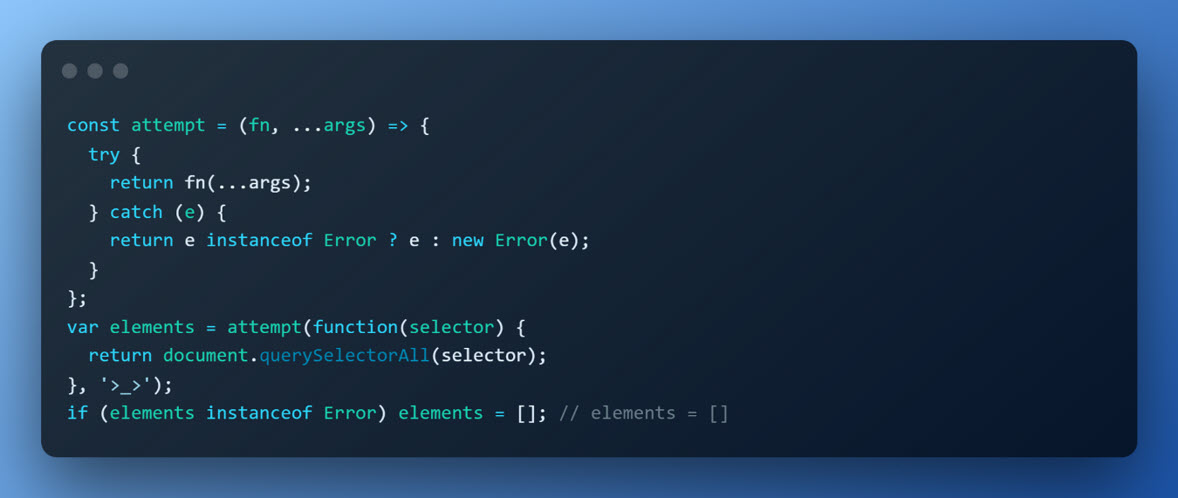 const attempt = (fn, ...args) => {
  try {
    return fn(...args);
  } catch (e) {
    return e instanceof Error ? e : new Error(e);
  }
};
var elements = attempt(function(selector) {
  return document.querySelectorAll(selector);
}, '>_>');
if (elements instanceof Error) elements = []; // elements = []